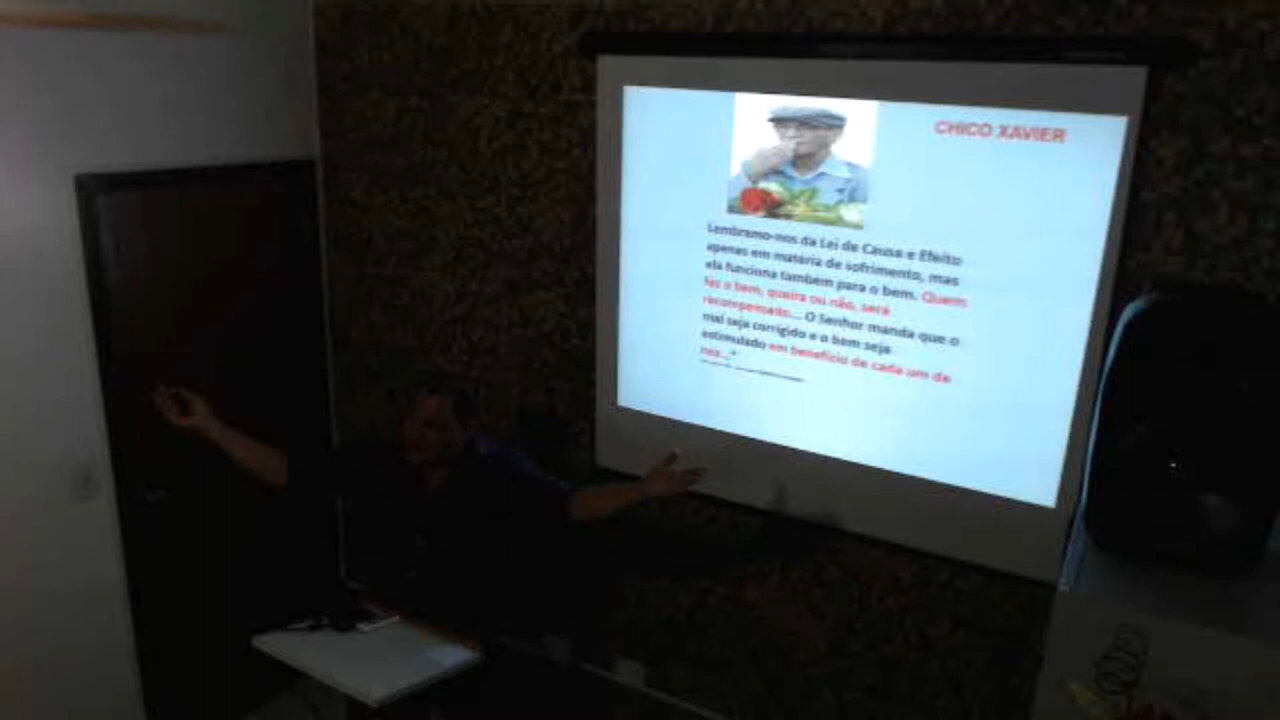 CHICO XAVIER
Lembramo-nos da Lei de Causa e Efeito
apenas em matéria de sofrimento, mas
ela funciona também para o bem. Quem
faz o bem, queira ou não, será
recompensado... O Senhor manda que o
mal seja corrigido e o bem seja
estimulado em benefício de cada um de
nós..."